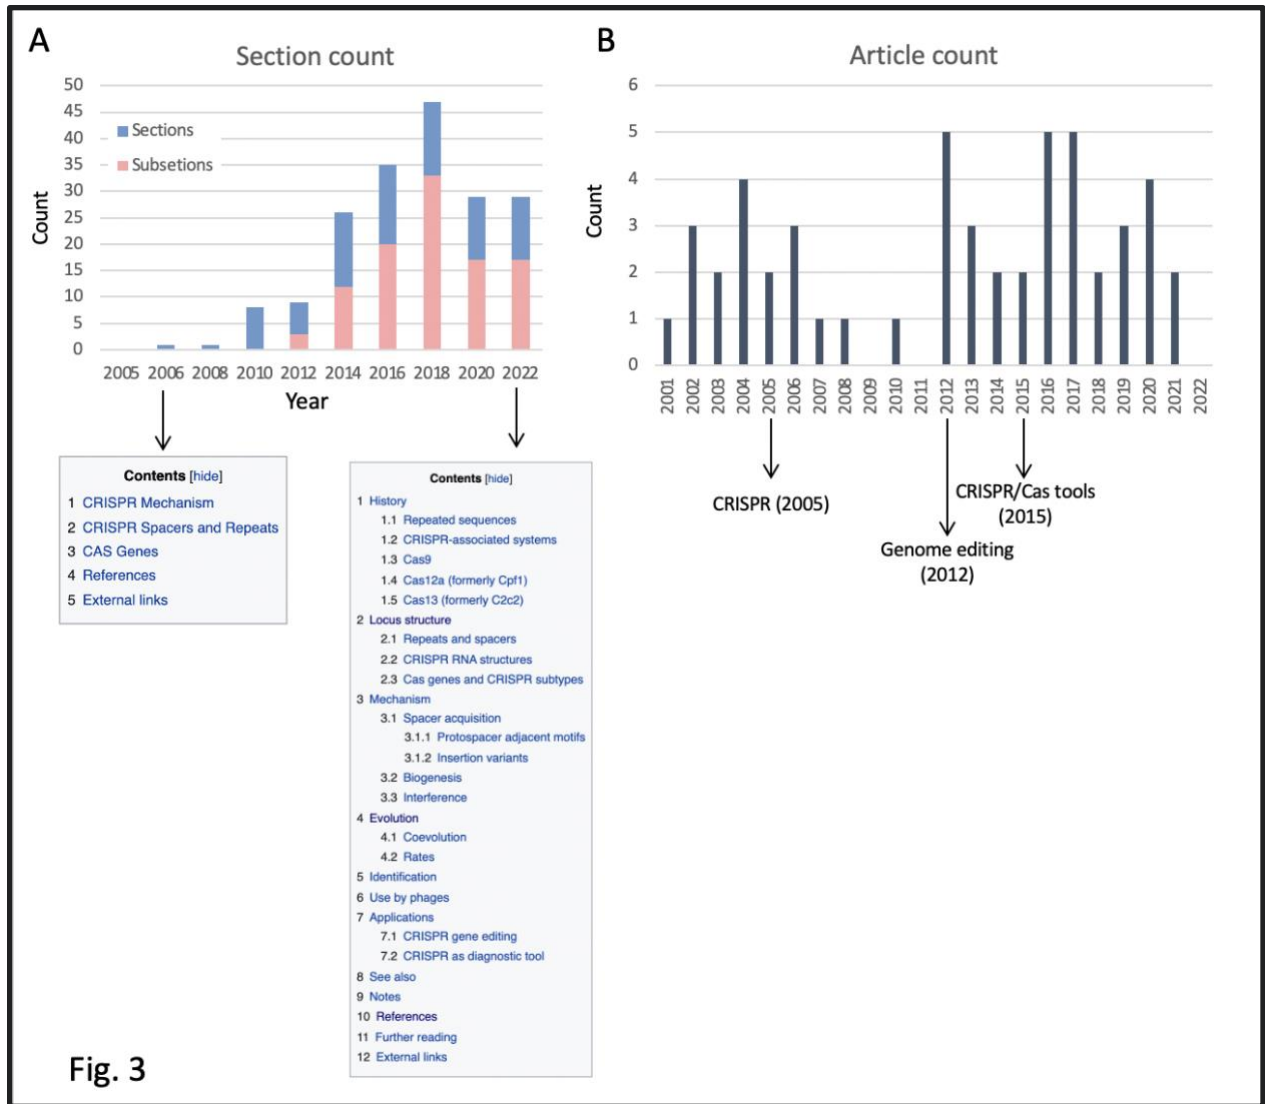 A
Section count
50
45
40
35
30
25
20
15
10
5
0
Count
Sections
Subsetions
2005 2006 2008 2010 2012 2014 2016 2018 2020 2022
Year
Contents [hide]
1 CRISPR Mechanism
2 CRISPR Spacers and Repeats
3 CAS Genes
4 References
5 External links
Contents [hide]
1 History
1.1 Repeated sequences
1.2 CRISPR-associated systems
1.3 Cas9
1.4 Cas12a (formerly Cpf1)
1.5 Cas13 (formerly C2c2)
2 Locus structure
2.1 Repeats and spacers
2.2 CRISPR RNA structures
2.3 Cas genes and CRISPR subtypes
3 Mechanism
3.1 Spacer acquisition
3.1.1 Protospacer adjacent motifs
3.1.2 Insertion variants
3.2 Biogenesis
3.3 Interference
4 Evolution
4.1 Coevolution
4.2 Rates
5 Identification
6 Use by phages
7 Applications
7.1 CRISPR gene editing
7.2 CRISPR as diagnostic tool
8 See also
9 Notes
10 References
11 Further reading
12 External links
B
Article count
6
5
4
3
2
1
0
Count
2001 2002 2003 2004 2005 2006 2007 2008 2009 2010 2011 2012 2013 2014 2015 2016 2017 2018 2019 2020 2021 2022
CRISPR (2005)
CRISPR/Cas tools
(2015)
Genome editing
(2012)
Fig. 3